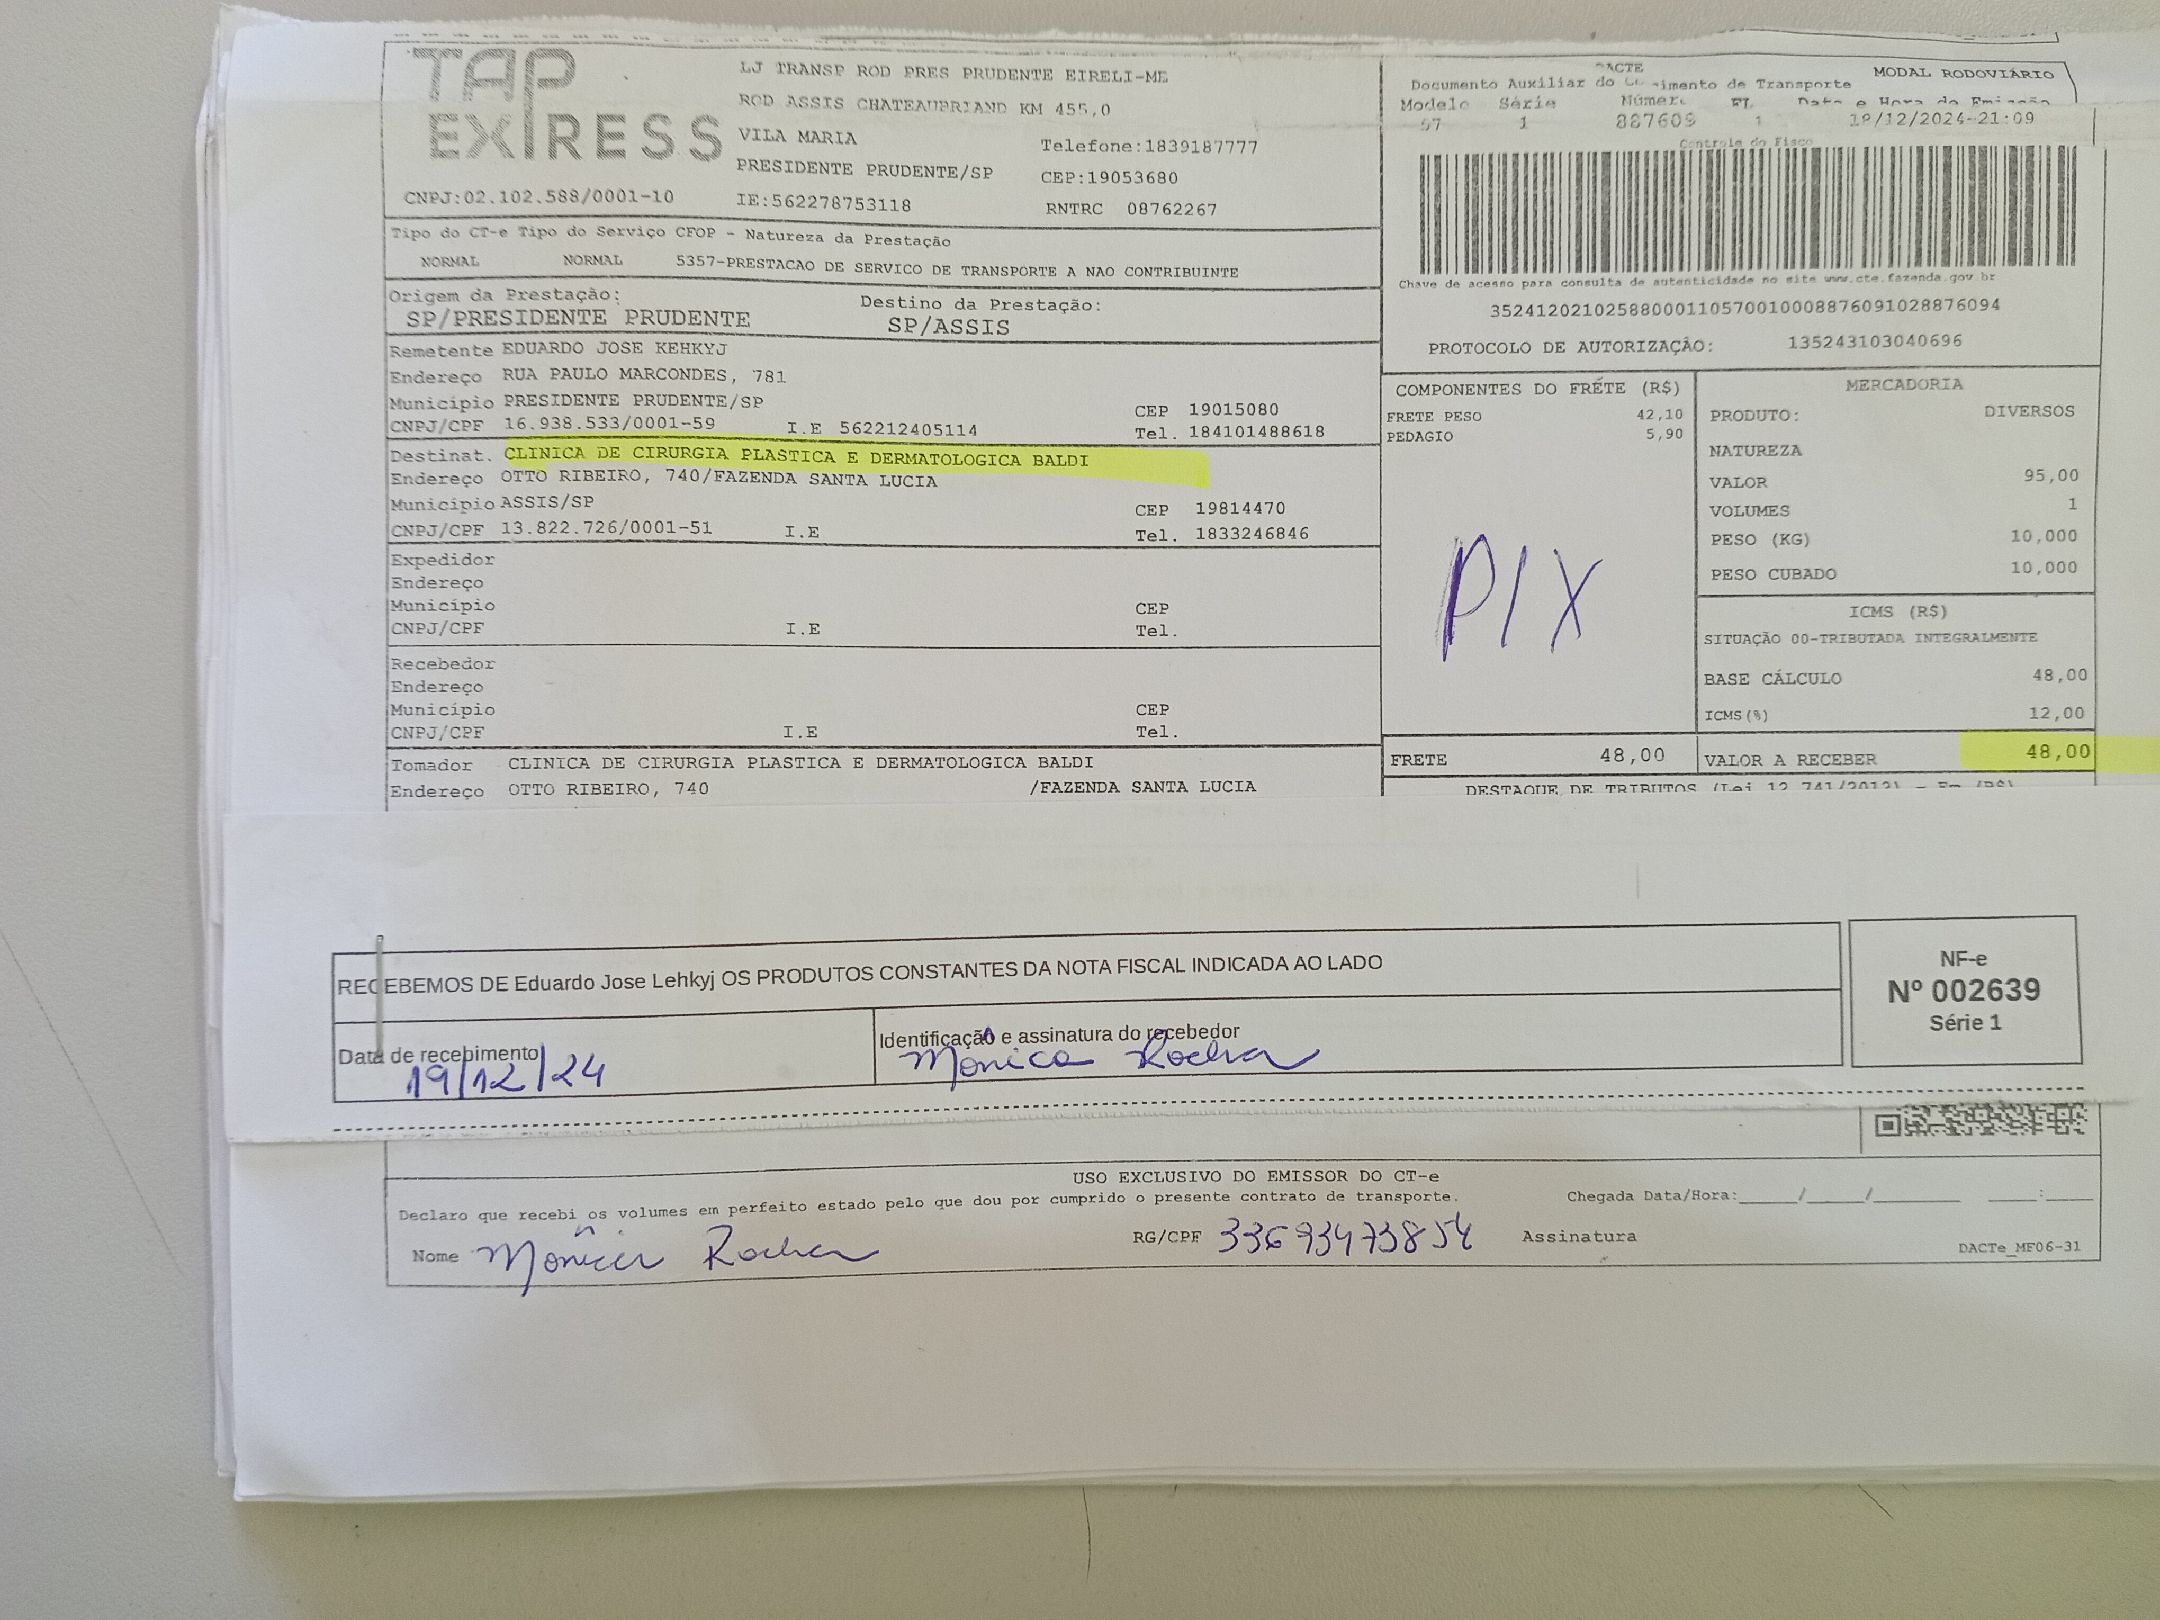 TAP
EXPRESS
CNPJ:02.102.588/0001-10
LJ TRANSP ROD PRES PRUDENTE EIRELI-ME
ROD ASSIS CHATEAUBRIAND KM 455,0
VILA MARIA
Telefone:1839187777
PRESIDENTE PRUDENTE/SP
CEP:19053680
IE:562278753118
RNTRC 08762267
DACTE
MODAL RODOVIÁRIO
Documento Auxiliar do imento de Transporte
Modelo Série Número FL Data e Hora de Emissão
57 1 887609 1 18/12/2024-21:09
Controle do Fisco
Chave de acesso para consulta de autenticidade no site www.cte.fazenda.gov.br
35241202102588000110570010008876091028876094
PROTOCOLO DE AUTORIZAÇÃO: 135243103040696
Tipo do CT-e Tipo do Serviço CFOP - Natureza da Prestação
NORMAL NORMAL 5357-PRESTACAO DE SERVICO DE TRANSPORTE A NAO CONTRIBUINTE
Origem da Prestação: Destino da Prestação:
SP/PRESIDENTE PRUDENTE SP/ASSIS
Remetente EDUARDO JOSE KEHKYJ
Endereço RUA PAULO MARCONDES, 781
Município PRESIDENTE PRUDENTE/SP CEP 19015080
CNPJ/CPF 16.938.533/0001-59 I.E 562212405114 Tel. 184101488618
Destinat. CLINICA DE CIRURGIA PLASTICA E DERMATOLOGICA BALDI
Endereço OTTO RIBEIRO, 740/FAZENDA SANTA LUCIA
Município ASSIS/SP CEP 19814470
CNPJ/CPF 13.822.726/0001-51 I.E Tel. 1833246846
Expedidor
Endereço
Município CEP
CNPJ/CPF I.E Tel.
Recebedor
Endereço
Município CEP
CNPJ/CPF I.E Tel.
Tomador CLINICA DE CIRURGIA PLASTICA E DERMATOLOGICA BALDI
Endereço OTTO RIBEIRO, 740 /FAZENDA SANTA LUCIA
COMPONENTES DO FRETE (R$)
FRETE PESO 42,10
PEDAGIO 5,90
PIX
FRETE 48,00
MERCADORIA
PRODUTO: DIVERSOS
NATUREZA
VALOR 95,00
VOLUMES 1
PESO (KG) 10,000
PESO CUBADO 10,000
ICMS (R$)
SITUAÇÃO 00-TRIBUTADA INTEGRALMENTE
BASE CÁLCULO 48,00
ICMS(%) 12,00
VALOR A RECEBER 48,00
DESTAQUE DE TRIBUTOS (Lei 12.741/2012) - Em (R$)
RECEBEMOS DE Eduardo Jose Lehkyj OS PRODUTOS CONSTANTES DA NOTA FISCAL INDICADA AO LADO
Data de recebimento
19/12/24
Identificação e assinatura do recebedor
Monica Rocha
NF-e
Nº 002639
Série 1
USO EXCLUSIVO DO EMISSOR DO CT-e
Declaro que recebi os volumes em perfeito estado pelo que dou por cumprido o presente contrato de transporte. Chegada Data/Hora:_____/_____/________ ____:____
Nome Mônica Rocha RG/CPF 33693473854 Assinatura
DACTe_MF06-31